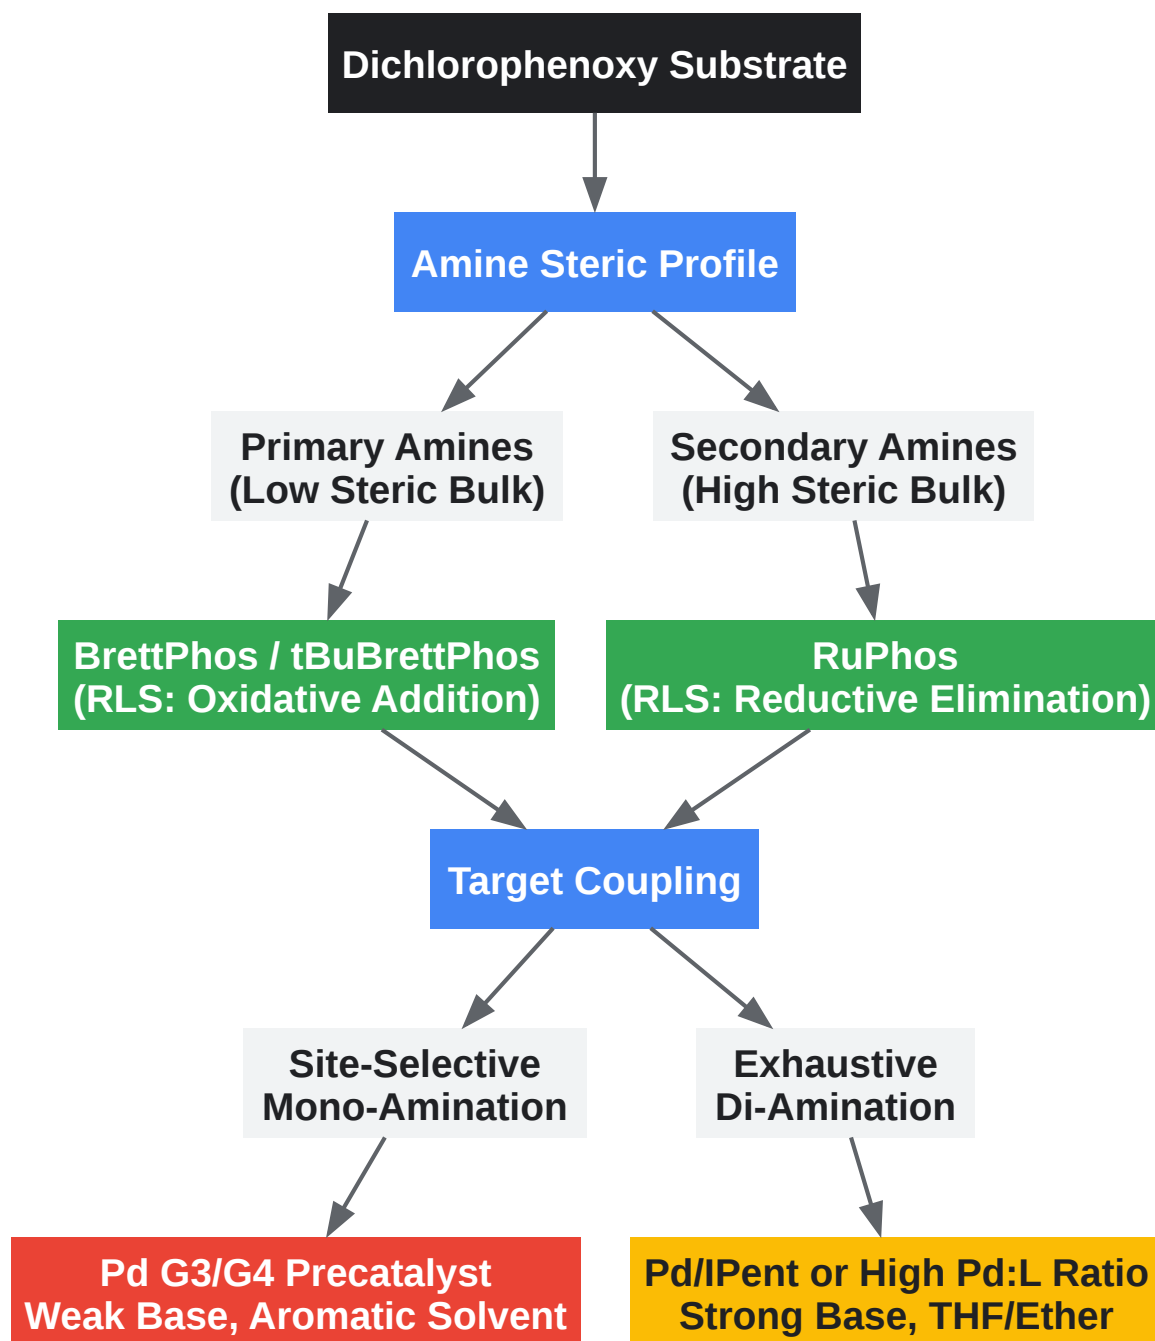 Dichlorophenoxy Substrate
Amine Steric Profile
Primary Amines
(Low Steric Bulk)
Secondary Amines
(High Steric Bulk)
BrettPhos / tBuBrettPhos
(RLS: Oxidative Addition)
RuPhos
(RLS: Reductive Elimination)
Target Coupling
Site-Selective
Mono-Amination
Exhaustive
Di-Amination
Pd G3/G4 Precatalyst
Weak Base, Aromatic Solvent
Pd/IPent or High Pd:L Ratio
Strong Base, THF/Ether